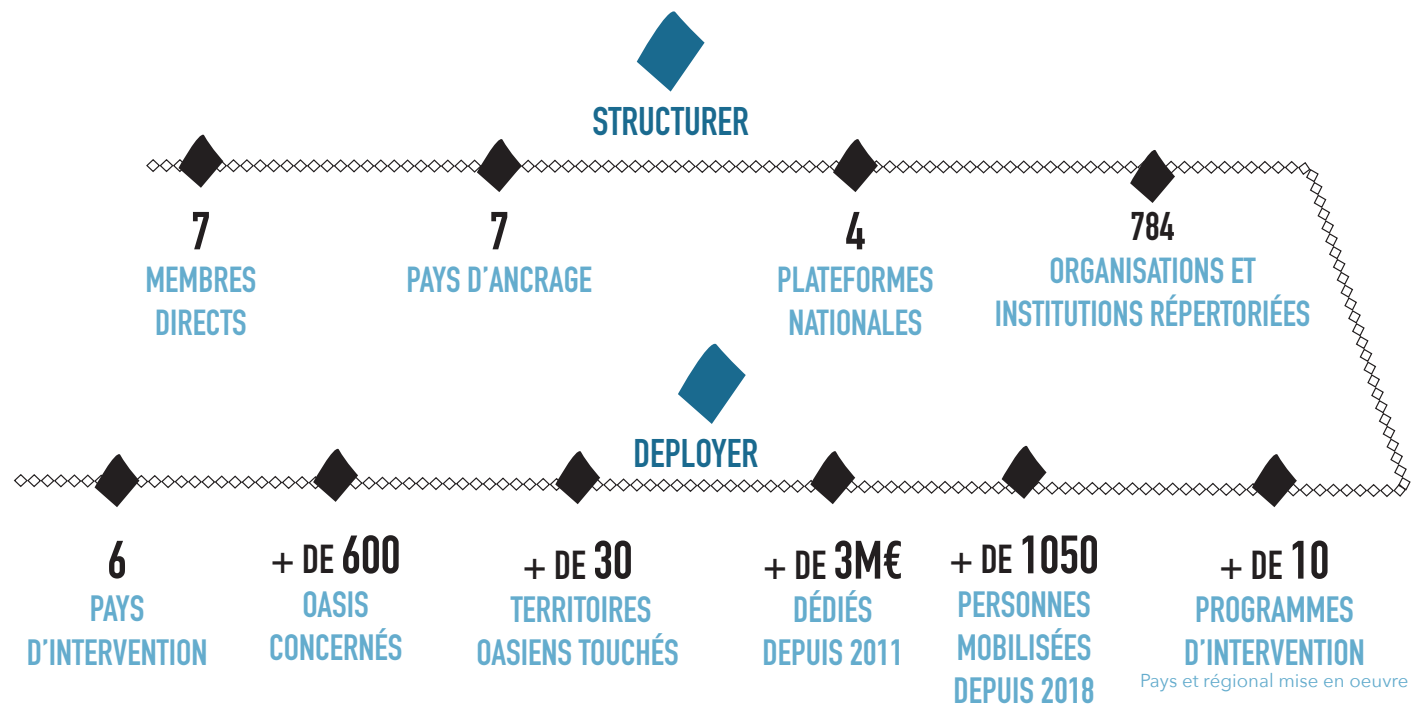 STRUCTURER
7
MEMBRES
DIRECTS
7
PAYS D'ANCRAGE
4
PLATEFORMES
NATIONALES
784
ORGANISATIONS ET
INSTITUTIONS RÉPERTORIÉES
DEPLOYER
6
PAYS
D'INTERVENTION
+ DE 600
OASIS
CONCERNÉS
+ DE 30
TERRITOIRES
OASIENS TOUCHÉS
+ DE 3M€
DÉDIÉS
DEPUIS 2011
+ DE 1050
PERSONNES
MOBILISÉES
DEPUIS 2018
+ DE 10
PROGRAMMES
D'INTERVENTION
Pays et régional mise en oeuvre